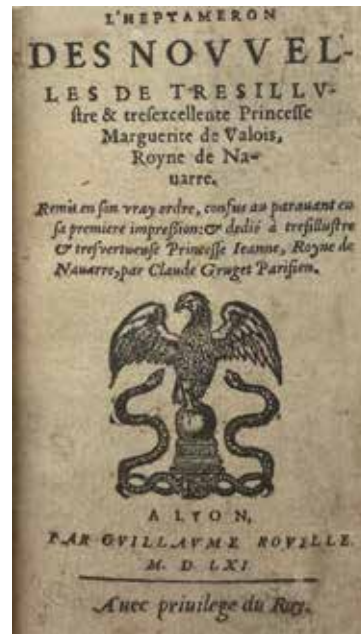 L'HEPTAMERON
DES NOVVEL-
LES DE TRESILLV-
ſtre & treſexcellente Princeſſe
Marguerite de Valois,
Royne de Na-
uarre.
Remis en ſon vray ordre, confus au parauant en
ſa premiere impreſſion: & dedié à treſilluſtre
& treſvertueuſe Princeſſe Ieanne, Royne de
Nauarre, par Claude Gruget Pariſien.
A LYON,
PAR GVILLAVME ROVILLE.
M. D. LXI.
Auec priuilege du Roy.